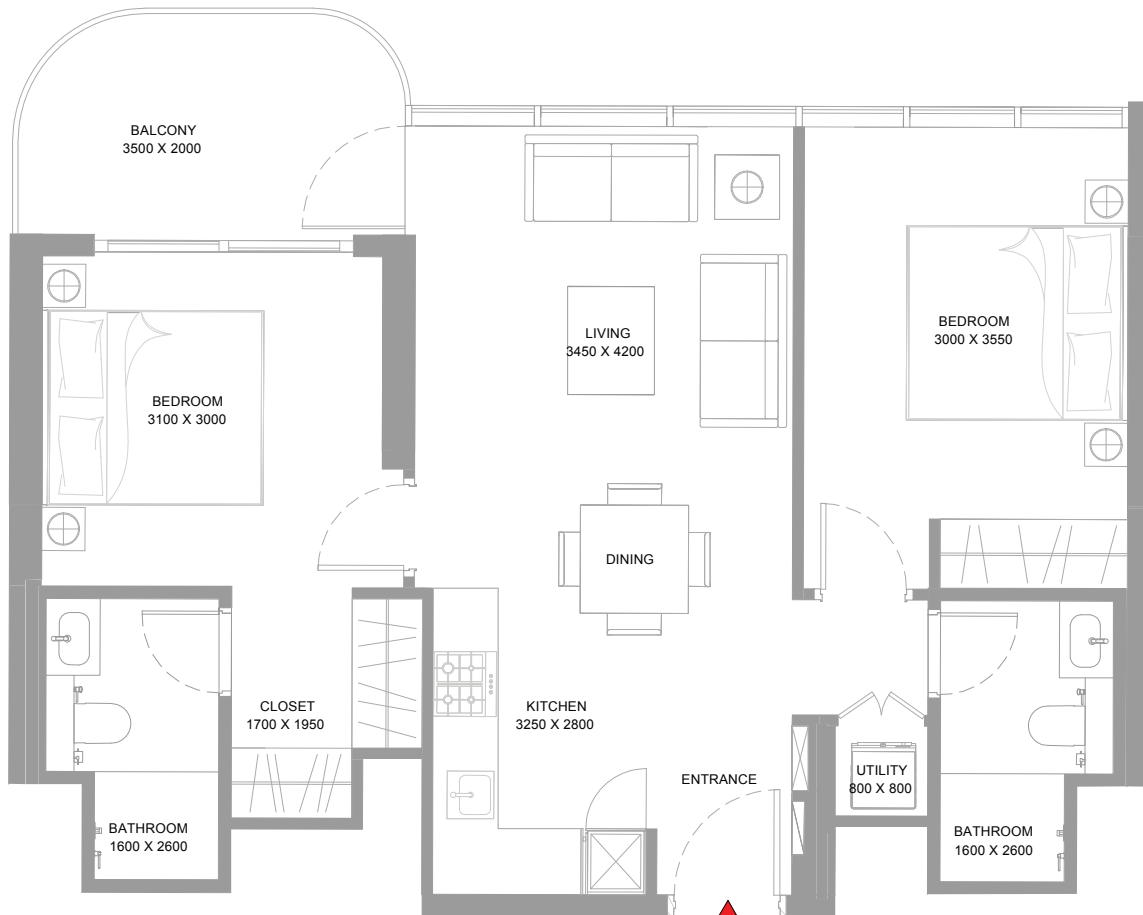 BALCONY
3500 X 2000
LIVING
3450 X 4200
BEDROOM
3000 X 3550
BEDROOM
3100 X 3000
DINING
CLOSET
1700 X 1950
KITCHEN
3250 X 2800
ENTRANCE
UTILITY
800 X 800
BATHROOM
1600 X 2600
BATHROOM
1600 X 2600